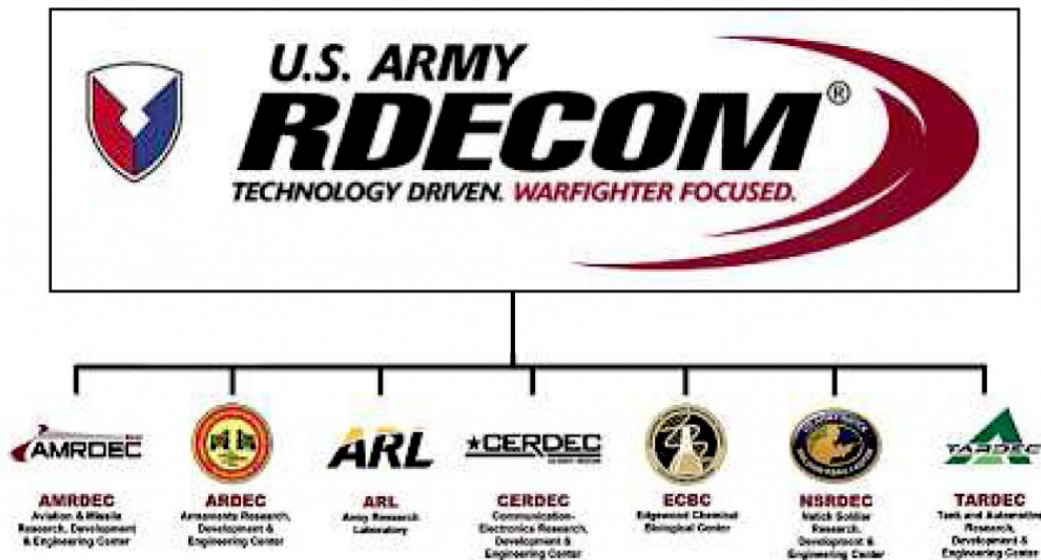 U.S. ARMY
RDECOM®
TECHNOLOGY DRIVEN. WARFIGHTER FOCUSED.
AMRDEC
ARL
★CERDEC
TARDEC
AMRDEC
Aviation & Missile
Research, Development
& Engineering Center
ARDEC
Armaments Research,
Development &
Engineering Center
ARL
Army Research
Laboratory
CERDEC
Communication-
Electronics Research,
Development &
Engineering Center
ECBC
Edgewood Chemical
Biological Center
NSRDEC
Natick Soldier
Research,
Development &
Engineering Center
TARDEC
Tank and Automotive
Research,
Development &
Engineering Center